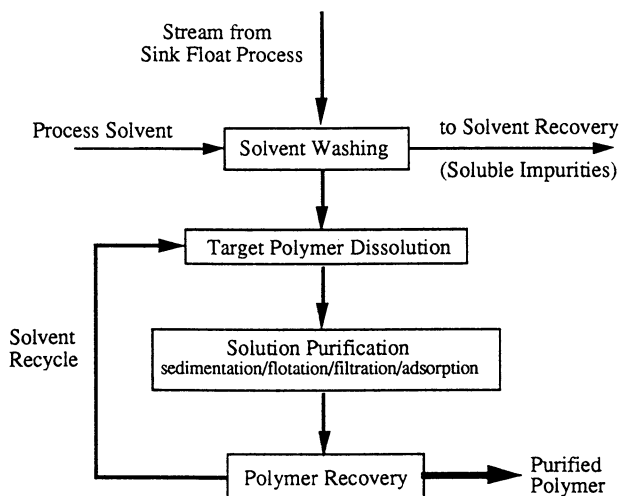 Stream from
Sink Float Process
Process Solvent
Solvent Washing
to Solvent Recovery
(Soluble Impurities)
Target Polymer Dissolution
Solvent
Recycle
Solution Purification
sedimentation/flotation/filtration/adsorption
Polymer Recovery
Purified
Polymer